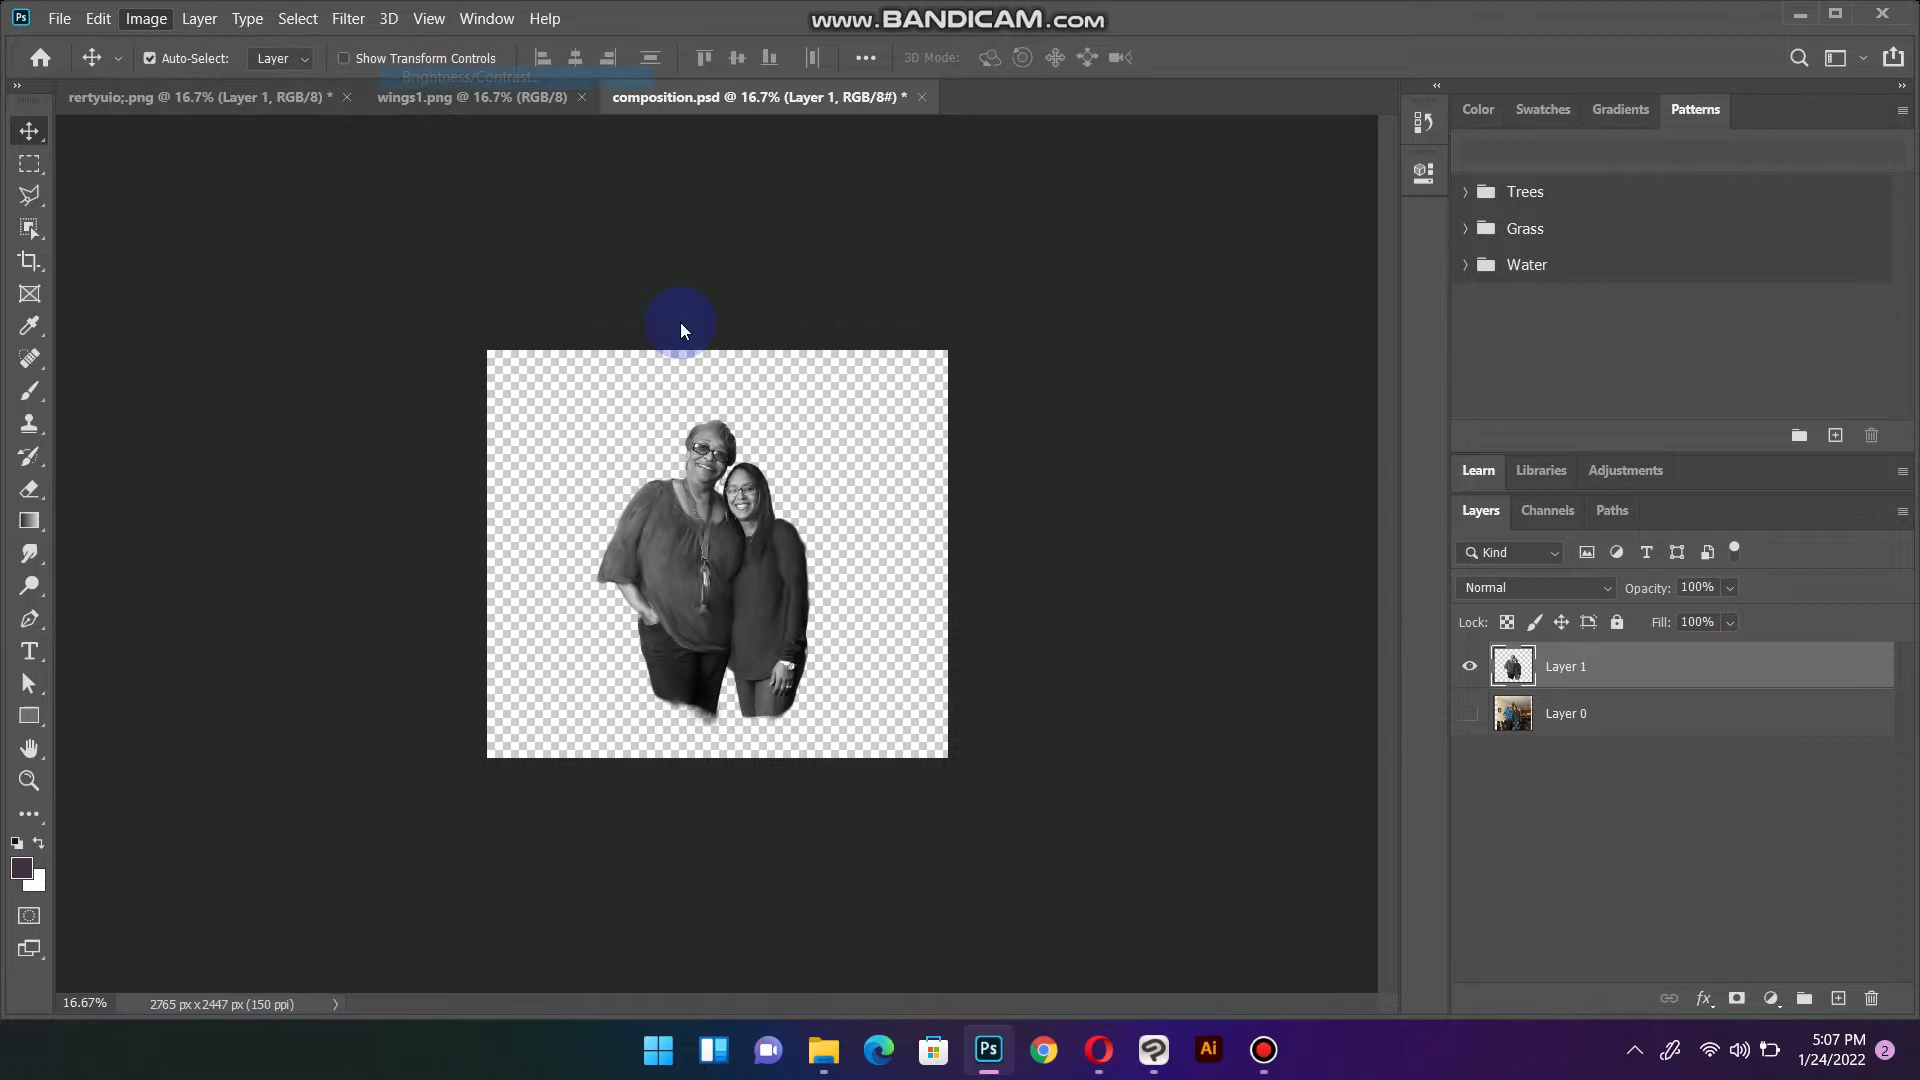 Ps File Edit Image Layer Type Select Filter 3D View Window Help
www.BANDICAM.com
Auto-Select: Layer Show Transform Controls 3D Mode:
Brightness/Contrast...
rertyuio;.png @ 16.7% (Layer 1, RGB/8) * wings1.png @ 16.7% (RGB/8) composition.psd @ 16.7% (Layer 1, RGB/8#) *
Color Swatches Gradients Patterns
Trees
Grass
Water
Learn Libraries Adjustments
Layers Channels Paths
Kind
Normal Opacity: 100%
Lock: Fill: 100%
Layer 1
Layer 0
16.67% 2765 px x 2447 px (150 ppi)
Ps Ai
5:07 PM
1/24/2022 2